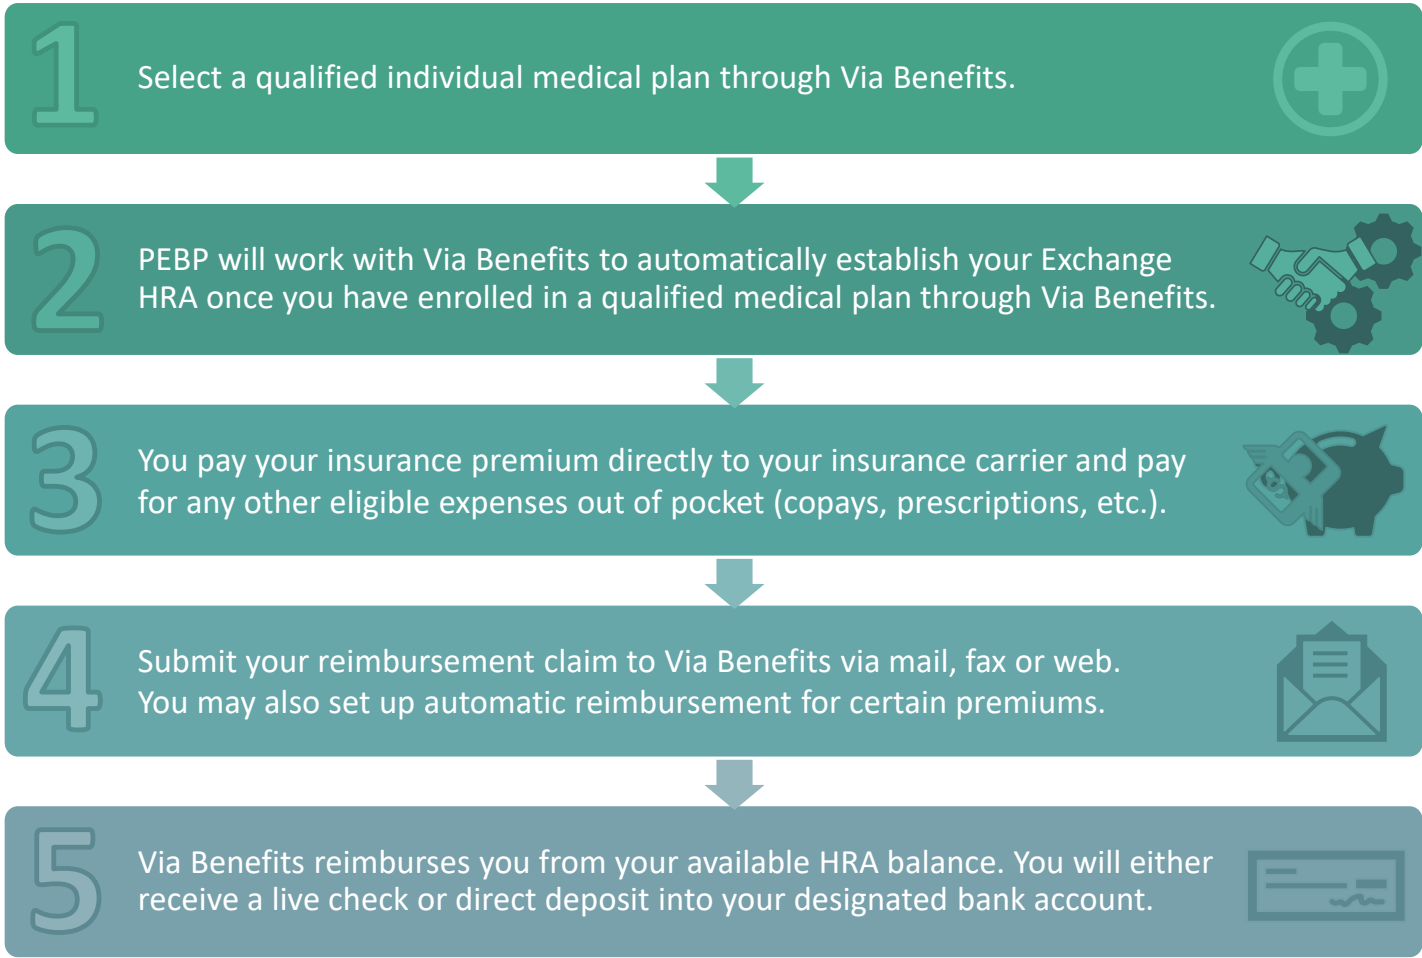 1
Select a qualified individual medical plan through Via Benefits.
2
PEBP will work with Via Benefits to automatically establish your Exchange
HRA once you have enrolled in a qualified medical plan through Via Benefits.
3
You pay your insurance premium directly to your insurance carrier and pay
for any other eligible expenses out of pocket (copays, prescriptions, etc.).
4
Submit your reimbursement claim to Via Benefits via mail, fax or web.
You may also set up automatic reimbursement for certain premiums.
5
Via Benefits reimburses you from your available HRA balance. You will either
receive a live check or direct deposit into your designated bank account.